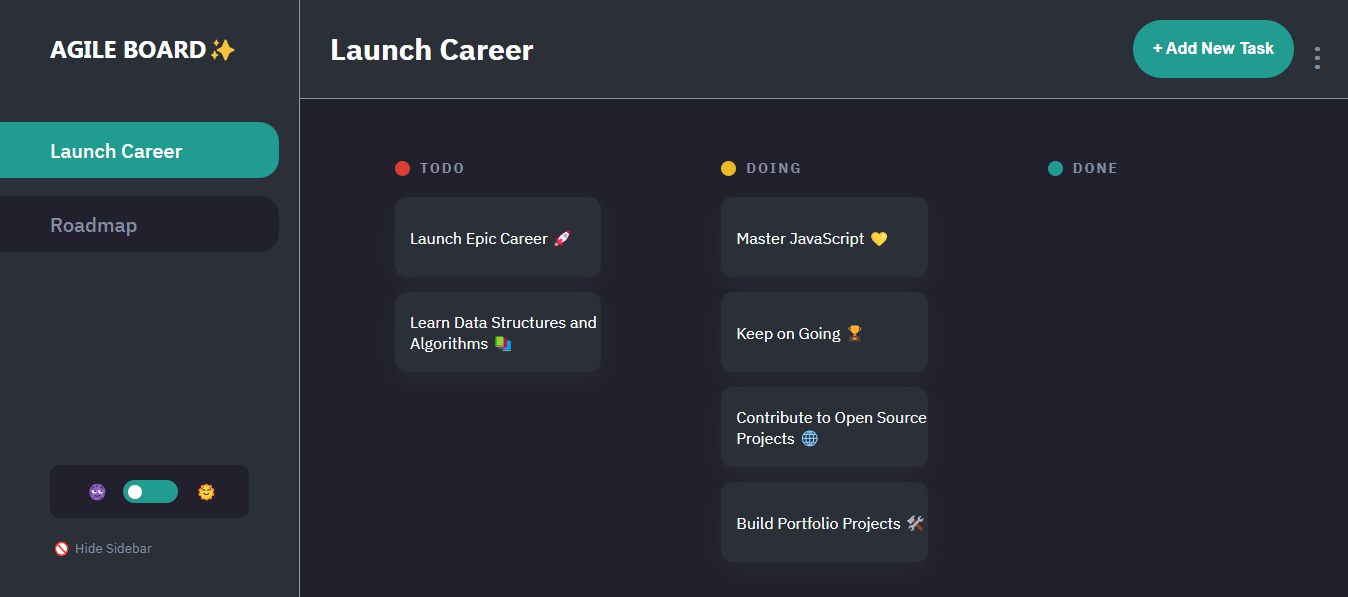 AGILE BOARD✨
Launch Career
Roadmap
Hide Sidebar
Launch Career
+ Add New Task
TODO
Launch Epic Career 🚀
Learn Data Structures and
Algorithms 📚
DOING
Master JavaScript 💛
Keep on Going 🏆
Contribute to Open Source
Projects 🌐
Build Portfolio Projects 🛠️
DONE